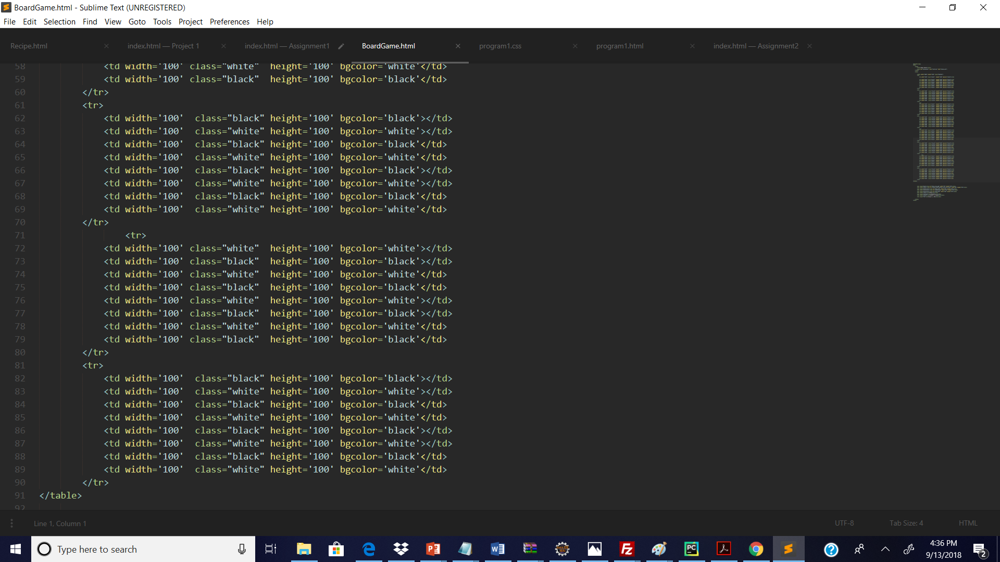 BoardGame.html - Sublime Text (UNREGISTERED)
File Edit Selection Find View Goto Tools Project Preferences Help
Recipe.html index.html — Project 1 index.html — Assignment1 BoardGame.html program1.css program1.html index.html — Assignment2
58 <td width='100' class="white"  height='100' bgcolor='white'</td>
59 <td width='100' class="black"  height='100' bgcolor='black'</td>
60 </tr>
61 <tr>
62 <td width='100'  class="black" height='100' bgcolor='black'></td>
63 <td width='100'  class="white" height='100' bgcolor='white'></td>
64 <td width='100'  class="black" height='100' bgcolor='black'</td>
65 <td width='100'  class="white" height='100' bgcolor='white'</td>
66 <td width='100'  class="black" height='100' bgcolor='black'></td>
67 <td width='100'  class="white" height='100' bgcolor='white'></td>
68 <td width='100'  class="black" height='100' bgcolor='black'</td>
69 <td width='100'  class="white" height='100' bgcolor='white'</td>
70 </tr>
71 <tr>
72 <td width='100' class="white"  height='100' bgcolor='white'></td>
73 <td width='100' class="black"  height='100' bgcolor='black'></td>
74 <td width='100' class="white"  height='100' bgcolor='white'</td>
75 <td width='100' class="black"  height='100' bgcolor='black'</td>
76 <td width='100' class="white"  height='100' bgcolor='white'></td>
77 <td width='100' class="black"  height='100' bgcolor='black'></td>
78 <td width='100' class="white"  height='100' bgcolor='white'</td>
79 <td width='100' class="black"  height='100' bgcolor='black'</td>
80 </tr>
81 <tr>
82 <td width='100'  class="black" height='100' bgcolor='black'></td>
83 <td width='100'  class="white" height='100' bgcolor='white'></td>
84 <td width='100'  class="black" height='100' bgcolor='black'</td>
85 <td width='100'  class="white" height='100' bgcolor='white'</td>
86 <td width='100'  class="black" height='100' bgcolor='black'></td>
87 <td width='100'  class="white" height='100' bgcolor='white'></td>
88 <td width='100'  class="black" height='100' bgcolor='black'</td>
89 <td width='100'  class="white" height='100' bgcolor='white'</td>
90 </tr>
91 </table>
92
Line 1, Column 1 UTF-8 Tab Size: 4 HTML
Type here to search
4:36 PM
9/13/2018
2